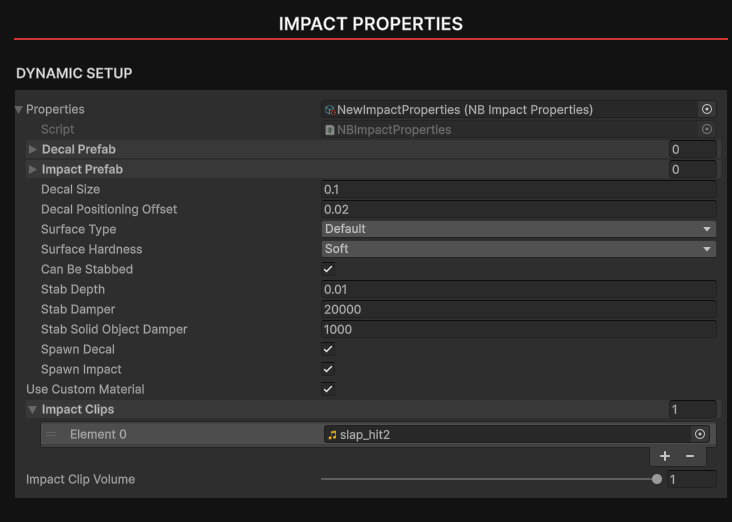 IMPACT PROPERTIES
DYNAMIC SETUP
Properties NewImpactProperties (NB Impact Properties)
Script NBImpactProperties
Decal Prefab 0
Impact Prefab 0
Decal Size 0.1
Decal Positioning Offset 0.02
Surface Type Default
Surface Hardness Soft
Can Be Stabbed
Stab Depth 0.01
Stab Damper 20000
Stab Solid Object Damper 1000
Spawn Decal
Spawn Impact
Use Custom Material
Impact Clips 1
Element 0 slap_hit2
+ −
Impact Clip Volume 1